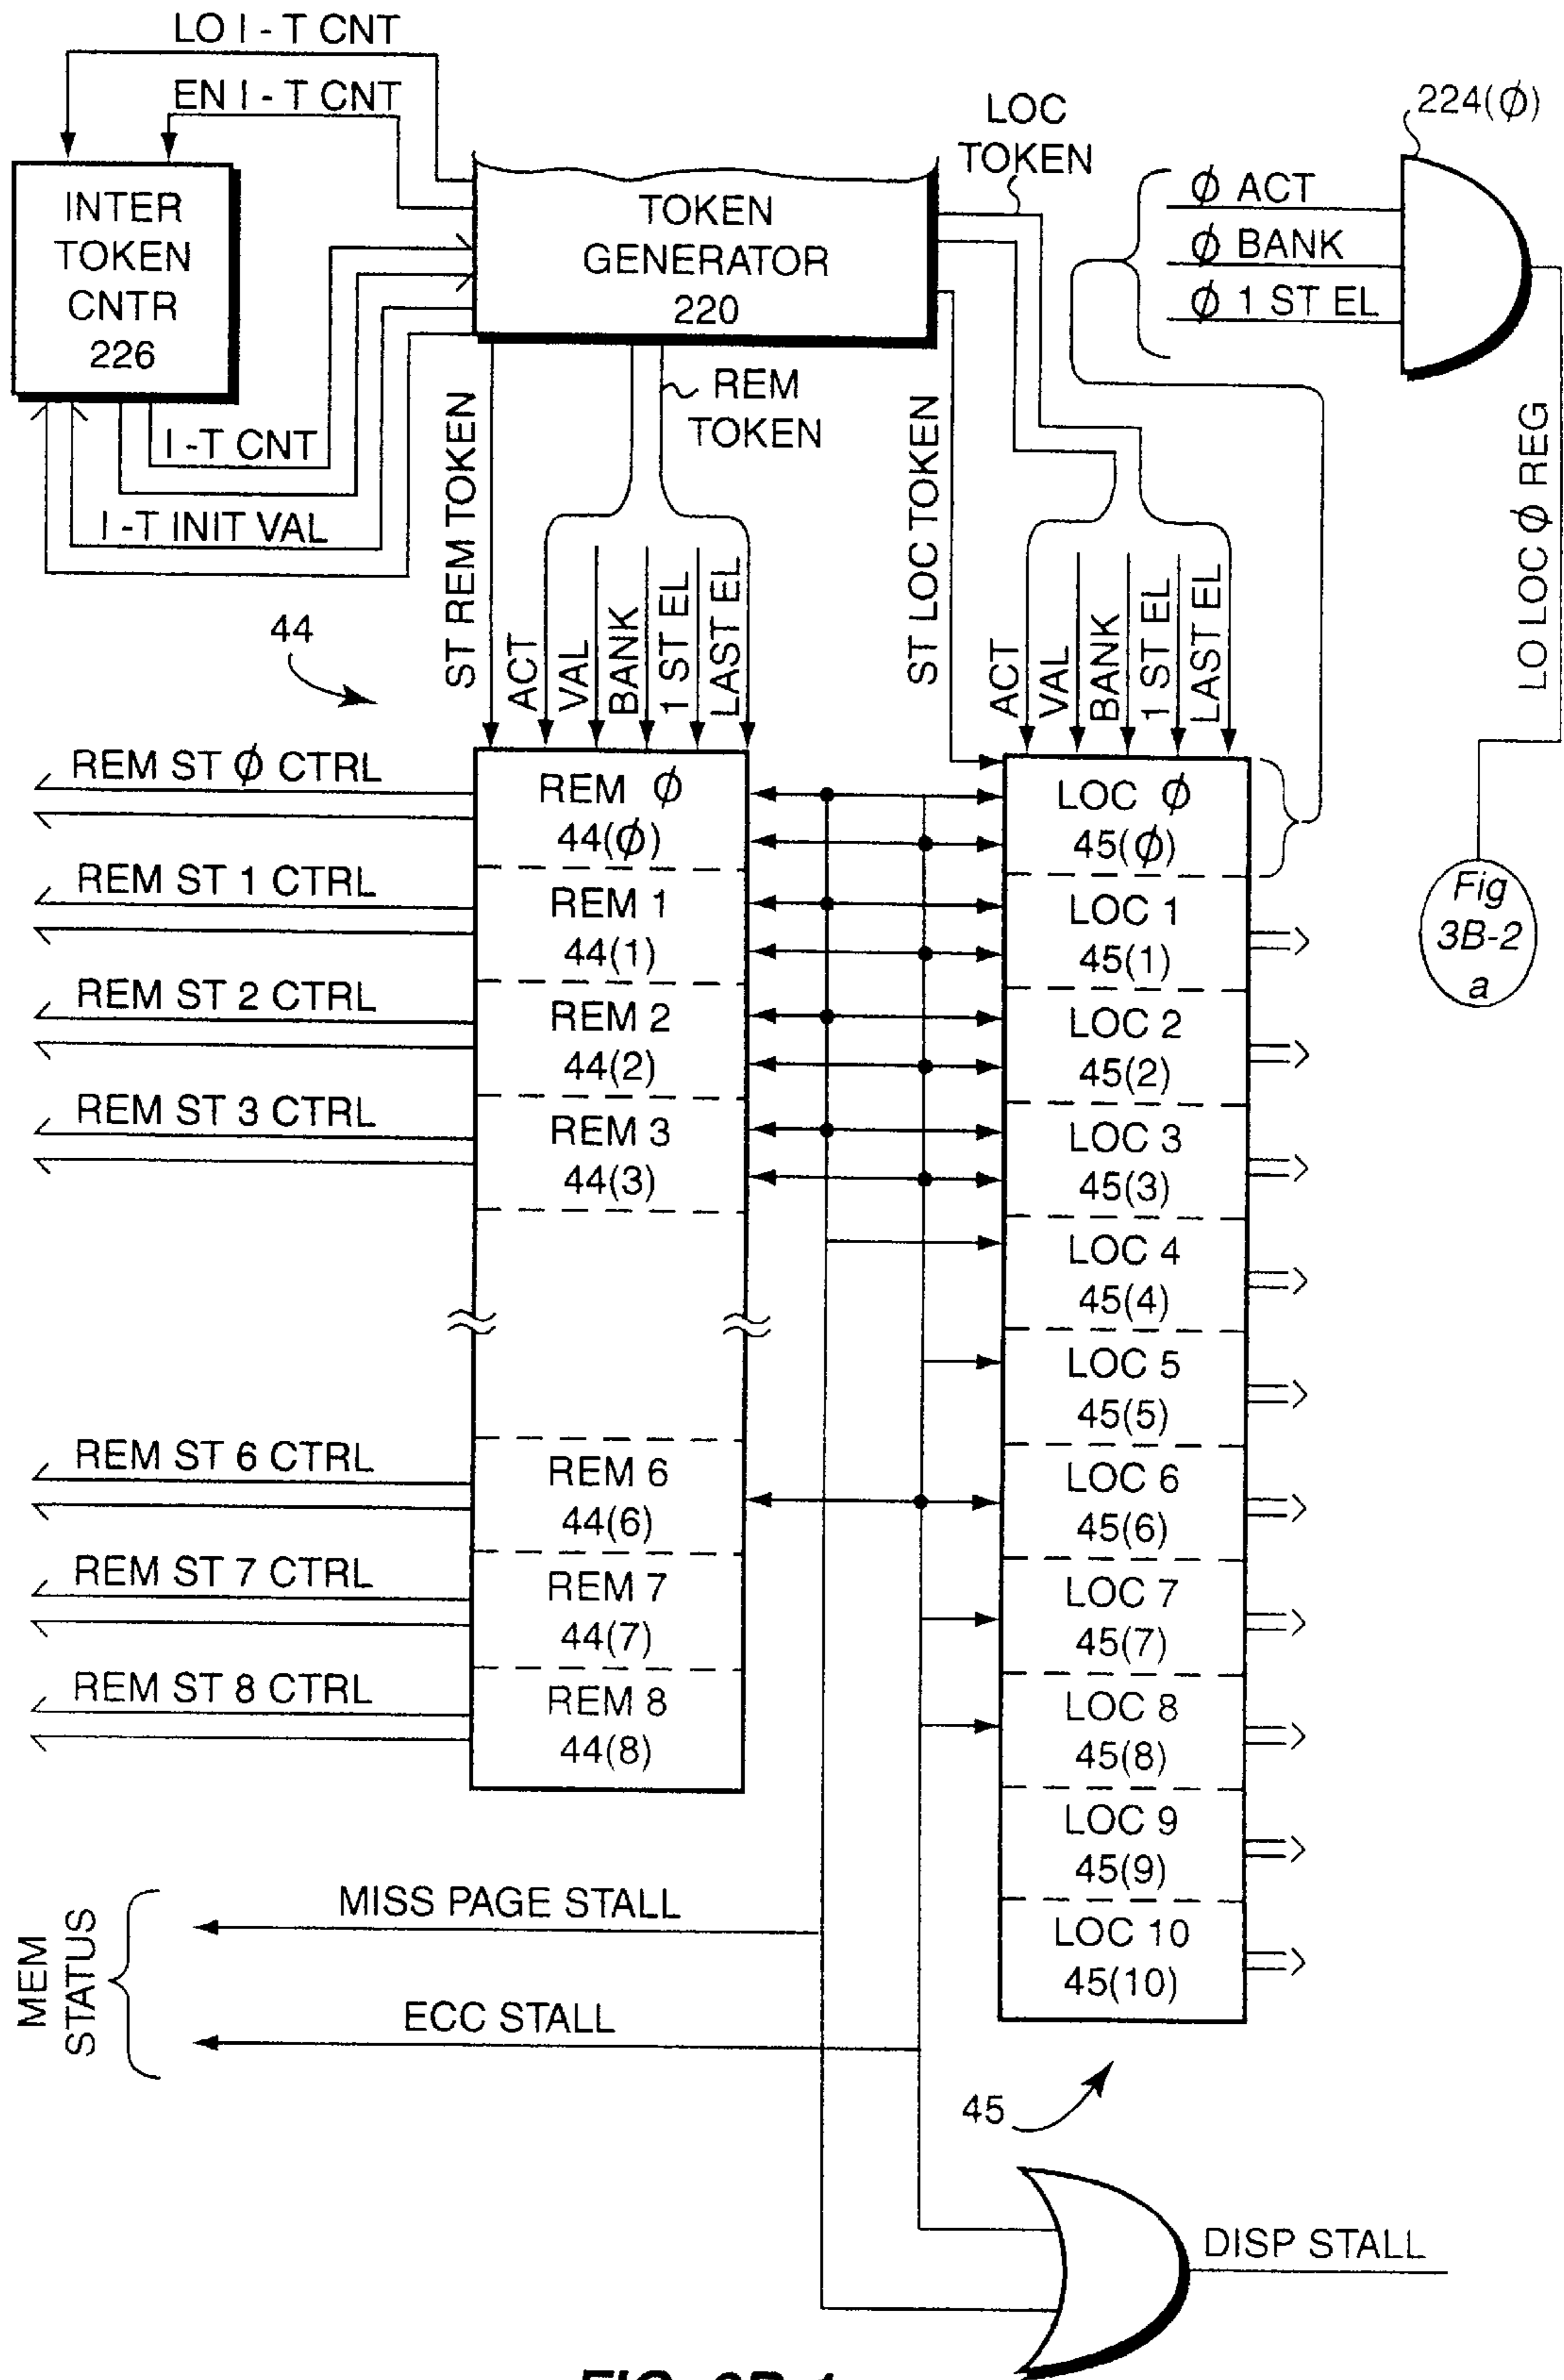 LO I - T CNT
EN I - T CNT
INTER
TOKEN
CNTR
226
TOKEN
GENERATOR
220
LOC
TOKEN
224(ϕ)
ϕ ACT
ϕ BANK
ϕ 1 ST EL
I -T CNT
I -T INIT VAL
REM
TOKEN
ST REM TOKEN
ACT
VAL
BANK
1 ST EL
LAST EL
ST LOC TOKEN
ACT
VAL
BANK
1 ST EL
LAST EL
LO LOC ϕ REG
Fig
3B-2
a
44
REM ST ϕ CTRL
REM ST 1 CTRL
REM ST 2 CTRL
REM ST 3 CTRL
REM ST 6 CTRL
REM ST 7 CTRL
REM ST 8 CTRL
REM ϕ
44(ϕ)
REM 1
44(1)
REM 2
44(2)
REM 3
44(3)
REM 6
44(6)
REM 7
44(7)
REM 8
44(8)
LOC ϕ
45(ϕ)
LOC 1
45(1)
LOC 2
45(2)
LOC 3
45(3)
LOC 4
45(4)
LOC 5
45(5)
LOC 6
45(6)
LOC 7
45(7)
LOC 8
45(8)
LOC 9
45(9)
LOC 10
45(10)
MEM
STATUS
MISS PAGE STALL
ECC STALL
45
DISP STALL